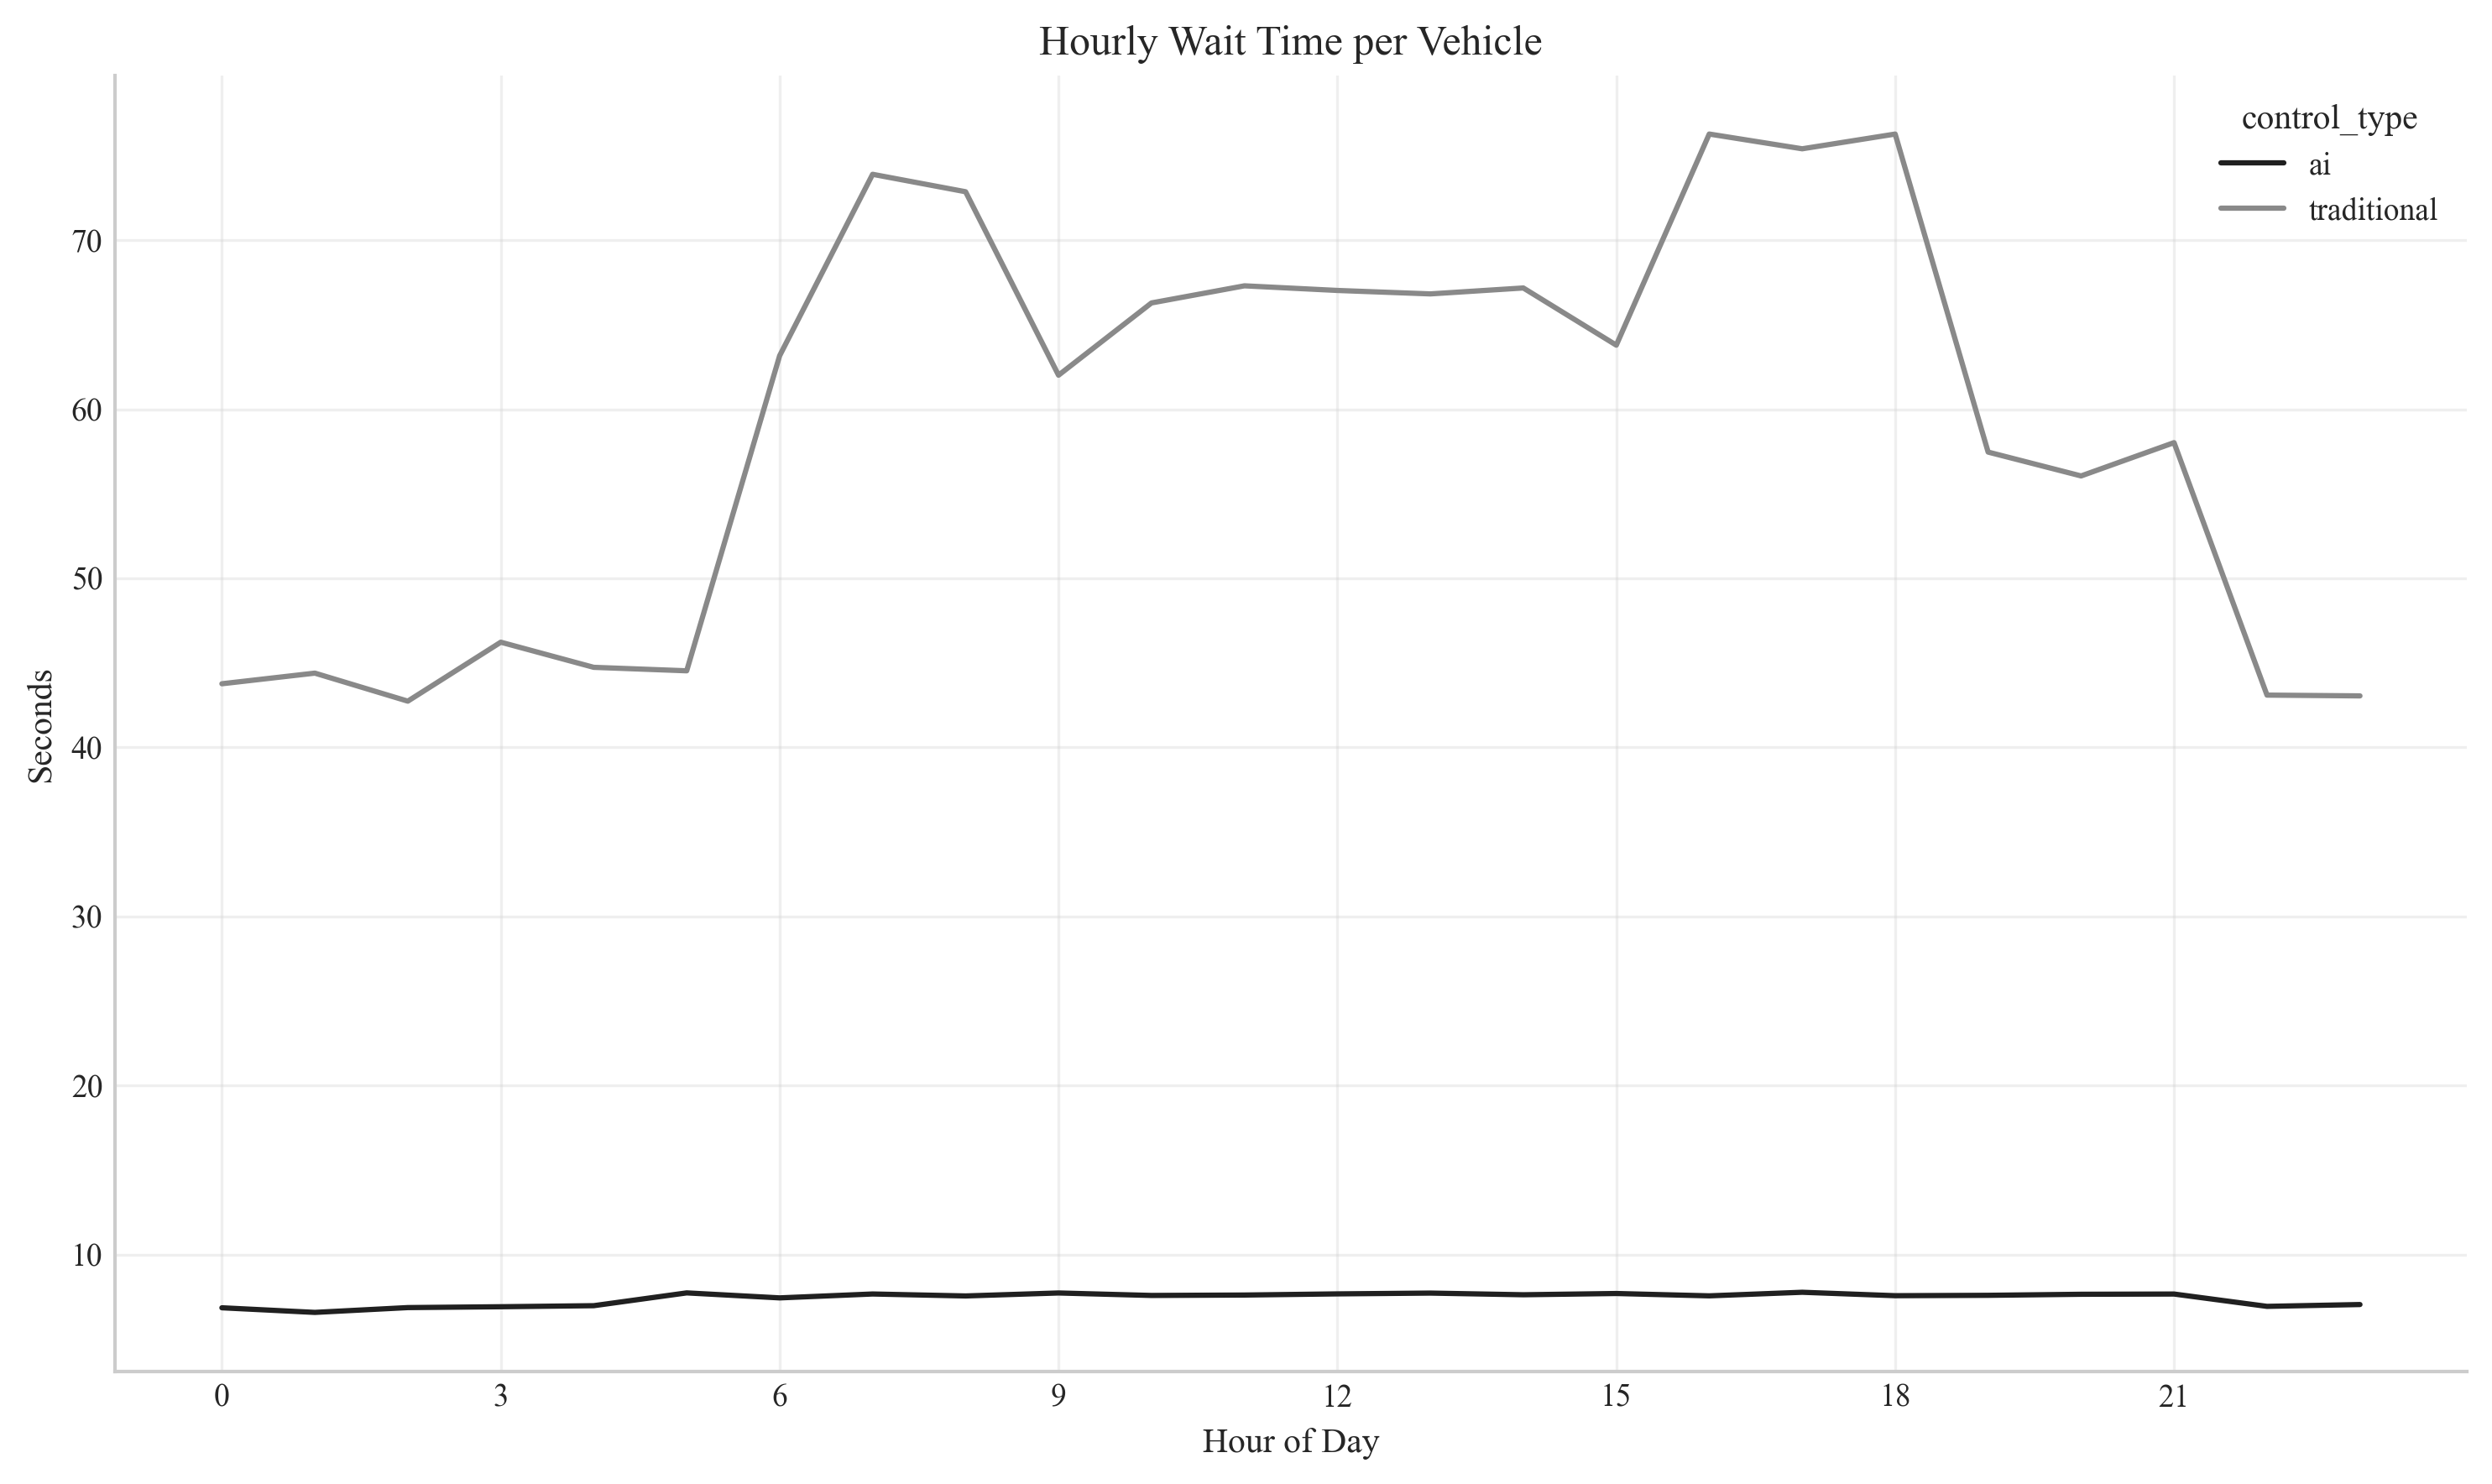 Hourly Wait Time per Vehicle
control_type
ai
traditional
70
60
50
40
30
20
10
Seconds
0 3 6 9 12 15 18 21
Hour of Day